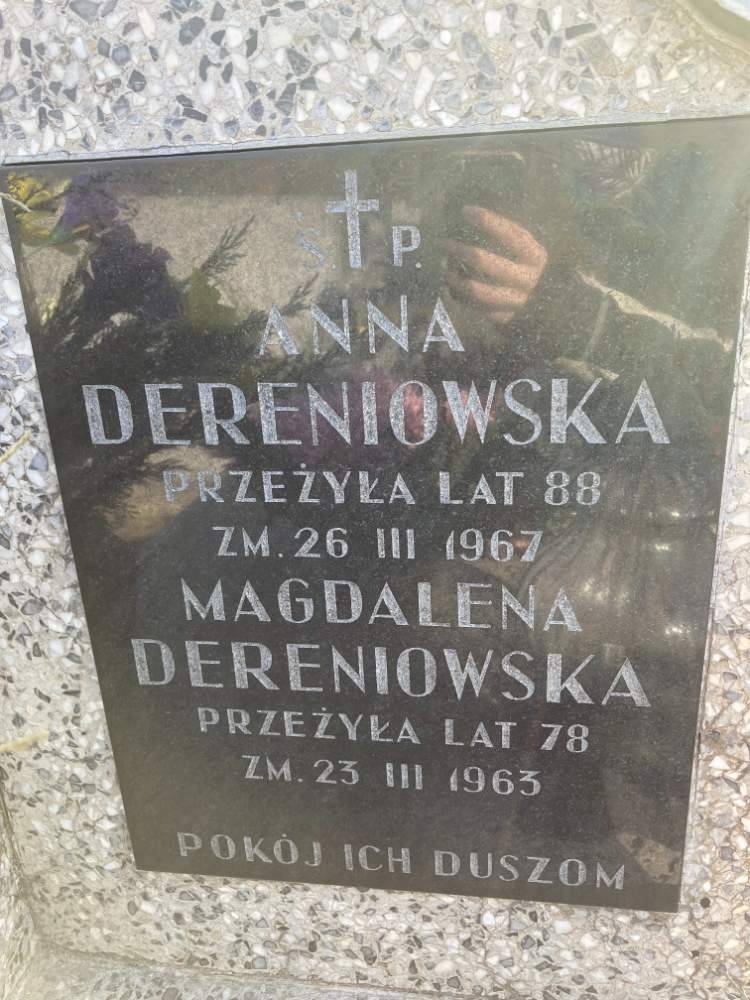 Ś. P.
ANNA
DERENIOWSKA
PRZEŻYŁA LAT 88
ZM. 26 III 1967
MAGDALENA
DERENIOWSKA
PRZEŻYŁA LAT 78
ZM. 23 III 1963
POKÓJ ICH DUSZOM